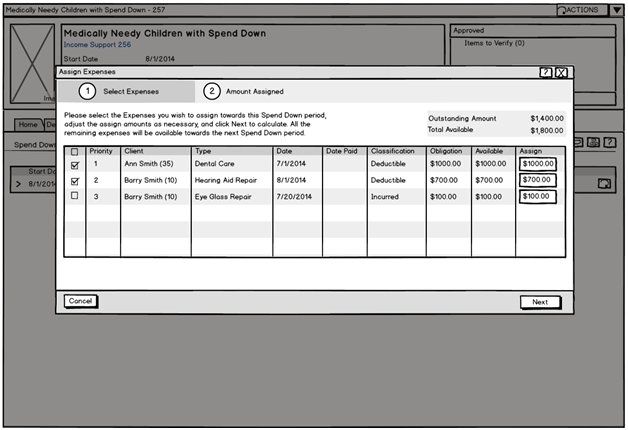 Medically Needy Children with Spend Down - 257
ACTIONS
Medically Needy Children with Spend Down
Income Support 256
Start Date 8/1/2014
Approved
Items to Verify (0)
Assign Expenses
? X
1 Select Expenses 2 Amount Assigned
Please select the Expenses you wish to assign towards this Spend Down period,
adjust the assign amounts as necessary, and click Next to calculate. All the
remaining expenses will be available towards the next Spend Down period.
Outstanding Amount $1,400.00
Total Available $1,800.00
Priority Client Type Date Date Paid Classification Obligation Available Assign
1 Ann Smith (35) Dental Care 7/1/2014 Deductible $1000.00 $1000.00 $1000.00
2 Barry Smith (10) Hearing Aid Repair 8/1/2014 Deductible $700.00 $700.00 $700.00
3 Barry Smith (10) Eye Glass Repair 7/20/2014 Incurred $100.00 $100.00 $100.00
Cancel Next
Ima
Home De
Spend Dow
?
Start Da
> 8/1/201